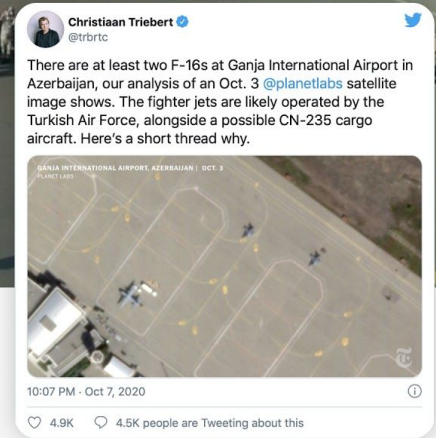 Christiaan Triebert
@trbrtc
There are at least two F-16s at Ganja International Airport in
Azerbaijan, our analysis of an Oct. 3 @planetlabs satellite
image shows. The fighter jets are likely operated by the
Turkish Air Force, alongside a possible CN-235 cargo
aircraft. Here's a short thread why.
GANJA INTERNATIONAL AIRPORT, AZERBAIJAN | OCT. 3
PLANET LABS
10:07 PM · Oct 7, 2020
4.9K 4.5K people are Tweeting about this